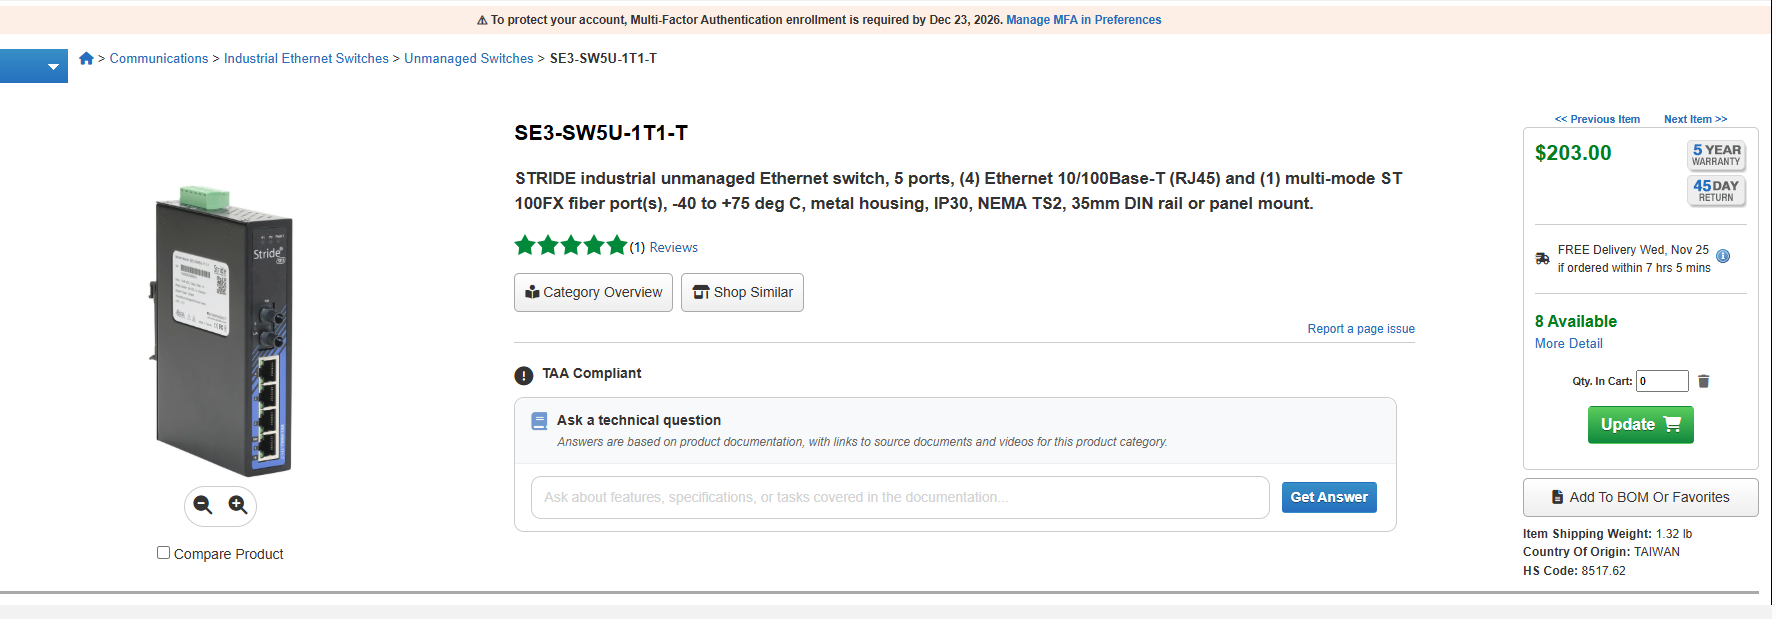 ⚠ To protect your account, Multi-Factor Authentication enrollment is required by Dec 23, 2026. Manage MFA in Preferences
> Communications > Industrial Ethernet Switches > Unmanaged Switches > SE3-SW5U-1T1-T
<< Previous Item Next Item >>
SE3-SW5U-1T1-T
STRIDE industrial unmanaged Ethernet switch, 5 ports, (4) Ethernet 10/100Base-T (RJ45) and (1) multi-mode ST
100FX fiber port(s), -40 to +75 deg C, metal housing, IP30, NEMA TS2, 35mm DIN rail or panel mount.
(1) Reviews
Category Overview
Shop Similar
Report a page issue
TAA Compliant
Ask a technical question
Answers are based on product documentation, with links to source documents and videos for this product category.
Ask about features, specifications, or tasks covered in the documentation...
Get Answer
Stride
Stride
Compare Product
$203.00
5 YEAR
WARRANTY
45 DAY
RETURN
FREE Delivery Wed, Nov 25
if ordered within 7 hrs 5 mins
8 Available
More Detail
Qty. In Cart: 0
Update
Add To BOM Or Favorites
Item Shipping Weight: 1.32 lb
Country Of Origin: TAIWAN
HS Code: 8517.62